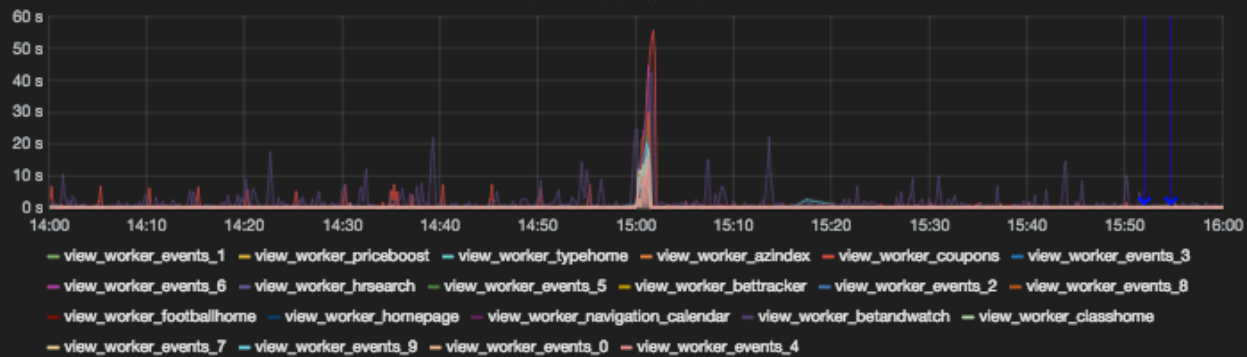 60 s
50 s
40 s
30 s
20 s
10 s
0 s
14:00 14:10 14:20 14:30 14:40 14:50 15:00 15:10 15:20 15:30 15:40 15:50 16:00
view_worker_events_1 view_worker_priceboost view_worker_typehome view_worker_azindex view_worker_coupons view_worker_events_3
view_worker_events_6 view_worker_hrsearch view_worker_events_5 view_worker_bettracker view_worker_events_2 view_worker_events_8
view_worker_footballhome view_worker_homepage view_worker_navigation_calendar view_worker_betandwatch view_worker_classhome
view_worker_events_7 view_worker_events_9 view_worker_events_0 view_worker_events_4